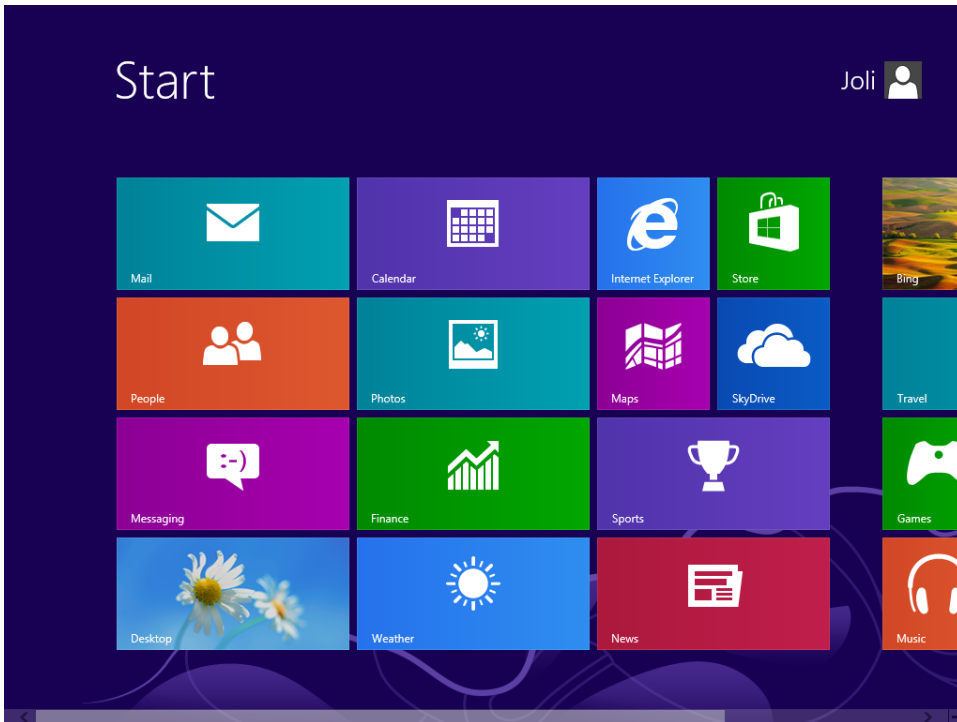 Start
Joli
Mail
Calendar
Internet Explorer
Store
Bing
People
Photos
Maps
SkyDrive
Travel
:-)
Messaging
Finance
Sports
Games
Desktop
Weather
News
Music